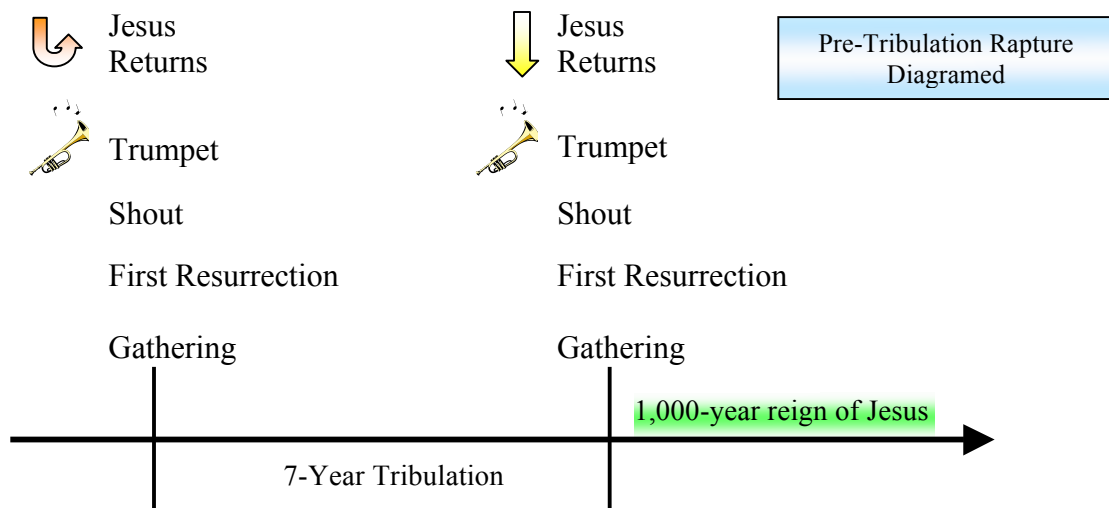 Jesus
Returns
Trumpet
Shout
First Resurrection
Gathering
Jesus
Returns
Trumpet
Shout
First Resurrection
Gathering
Pre-Tribulation Rapture
Diagramed
1,000-year reign of Jesus
7-Year Tribulation